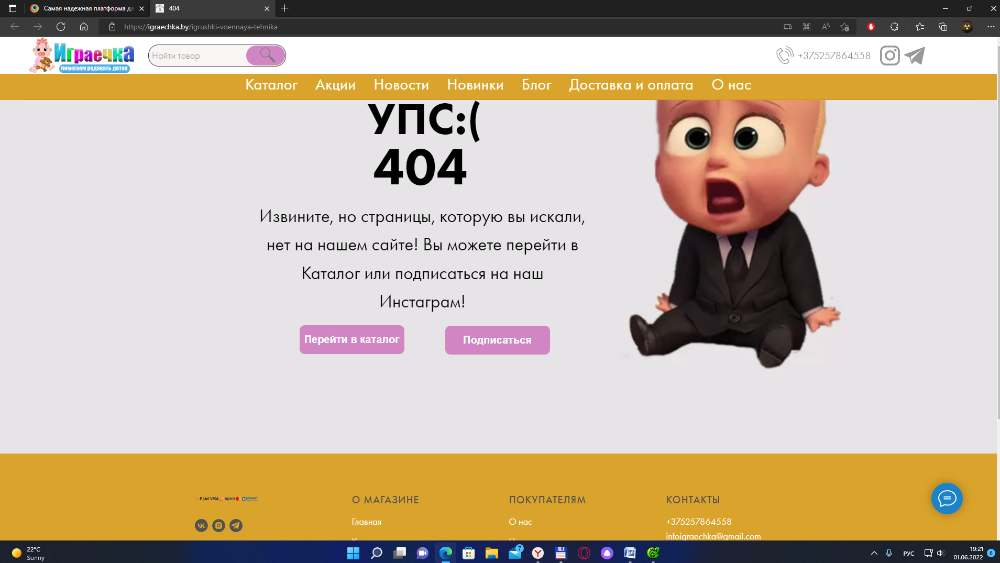 Самая надежная платформа дл
404
https://igraechka.by/igrushki-voennaya-tehnika
Играечка
помогаем радовать деток
Найти товар
+375257864558
Каталог Акции Новости Новинки Блог Доставка и оплата О нас
УПС:(
404
Извините, но страницы, которую вы искали,
нет на нашем сайте! Вы можете перейти в
Каталог или подписаться на наш
Инстаграм!
Перейти в каталог Подписаться
Paid VISA ерип БЕЛКАРТ
О МАГАЗИНЕ ПОКУПАТЕЛЯМ КОНТАКТЫ
Главная О нас +375257864558
infoigraechka@gmail.com
22°C
Sunny
7
РУС
19:21
01.06.2022
6